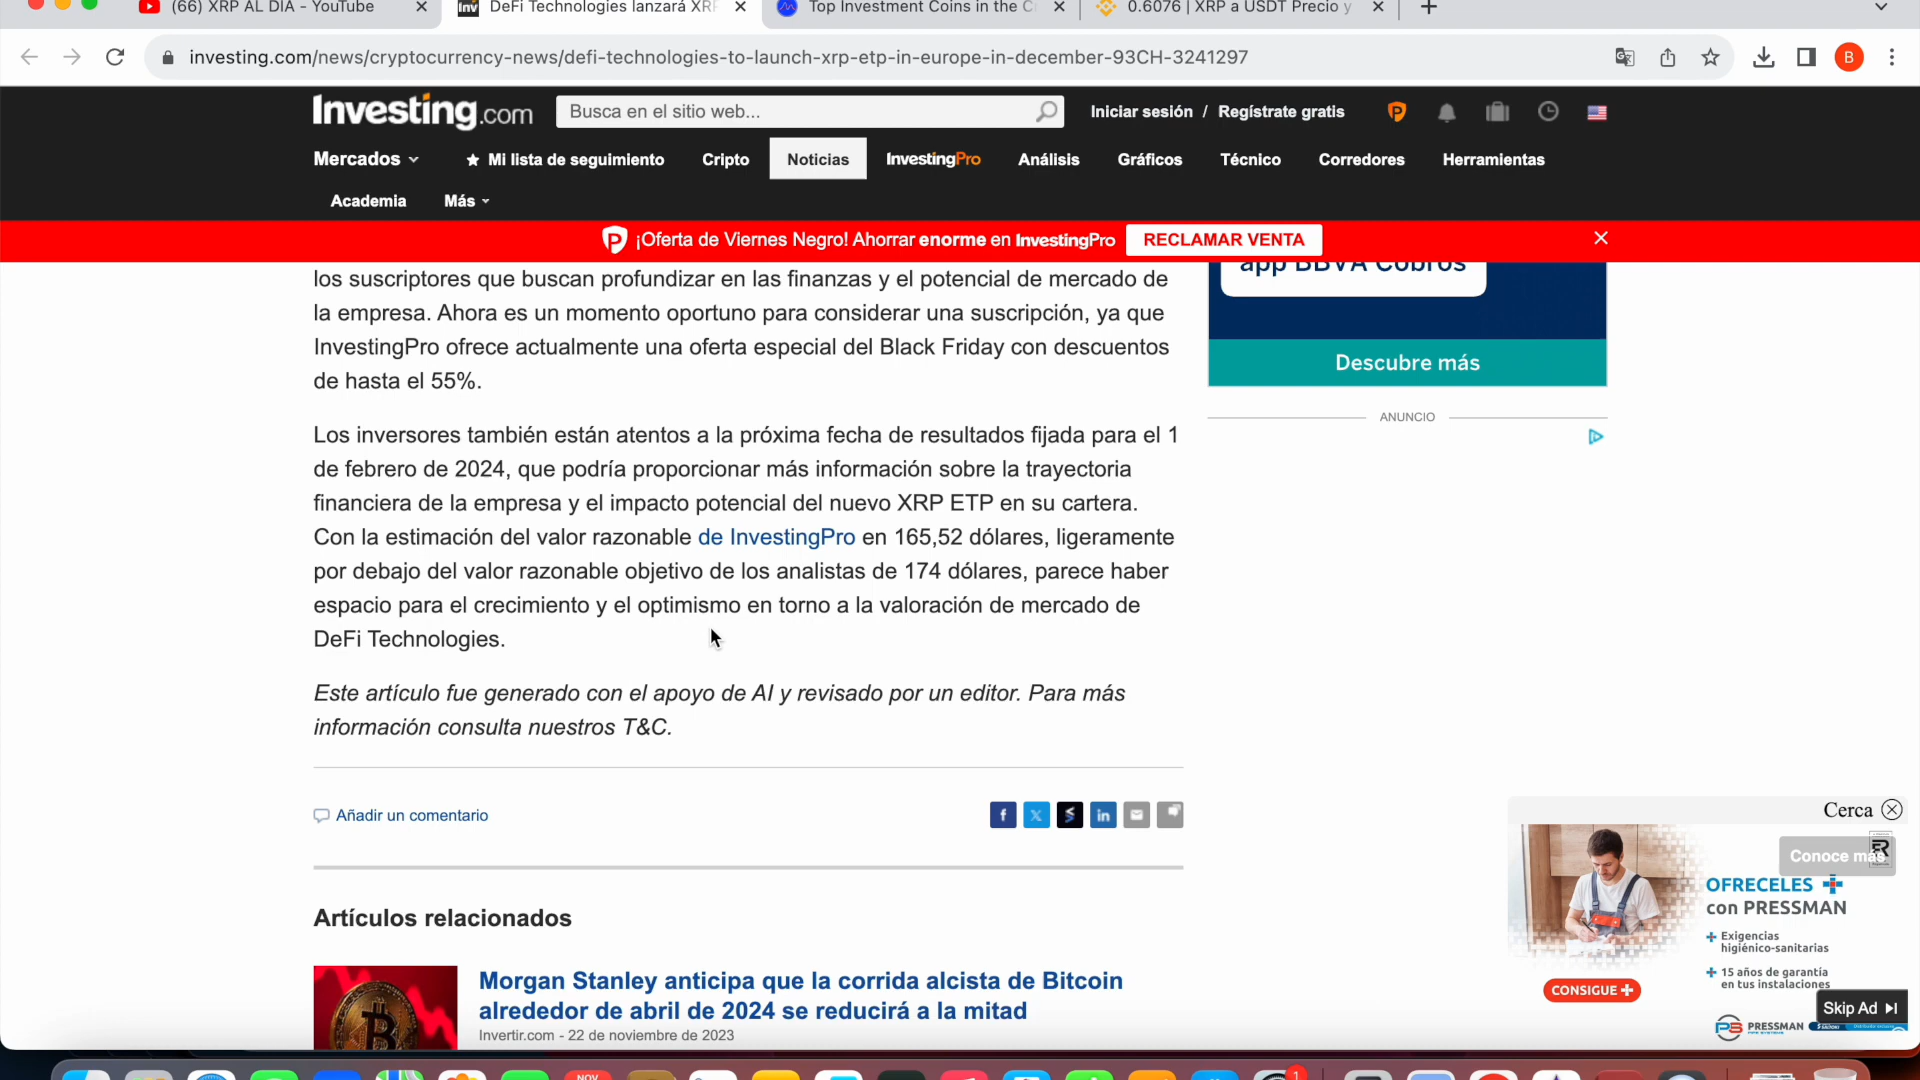 (66) XRP AL DÍA - YouTube
DeFi Technologies lanzará XRP
Top Investment Coins in the C
0.6076 | XRP a USDT Precio y
investing.com/news/cryptocurrency-news/defi-technologies-to-launch-xrp-etp-in-europe-in-december-93CH-3241297
B
Investing.com
Busca en el sitio web...
Iniciar sesión / Regístrate gratis
Mercados
Mi lista de seguimiento
Cripto
Noticias
InvestingPro
Análisis
Gráficos
Técnico
Corredores
Herramientas
Academia
Más
¡Oferta de Viernes Negro! Ahorrar enorme en InvestingPro
RECLAMAR VENTA
los suscriptores que buscan profundizar en las finanzas y el potencial de mercado de
la empresa. Ahora es un momento oportuno para considerar una suscripción, ya que
InvestingPro ofrece actualmente una oferta especial del Black Friday con descuentos
de hasta el 55%.
Los inversores también están atentos a la próxima fecha de resultados fijada para el 1
de febrero de 2024, que podría proporcionar más información sobre la trayectoria
financiera de la empresa y el impacto potencial del nuevo XRP ETP en su cartera.
Con la estimación del valor razonable de InvestingPro en 165,52 dólares, ligeramente
por debajo del valor razonable objetivo de los analistas de 174 dólares, parece haber
espacio para el crecimiento y el optimismo en torno a la valoración de mercado de
DeFi Technologies.
Este artículo fue generado con el apoyo de AI y revisado por un editor. Para más
información consulta nuestros T&C.
Añadir un comentario
Artículos relacionados
Morgan Stanley anticipa que la corrida alcista de Bitcoin
alrededor de abril de 2024 se reducirá a la mitad
Invertir.com - 22 de noviembre de 2023
app BBVA Cobros
Descubre más
ANUNCIO
Cerca
Conoce más
OFRECELES +
con PRESSMAN
+ Exigencias
higiénico-sanitarias
+ 15 años de garantía
en tus instalaciones
CONSIGUE +
Skip Ad
PRESSMAN
NOV
1